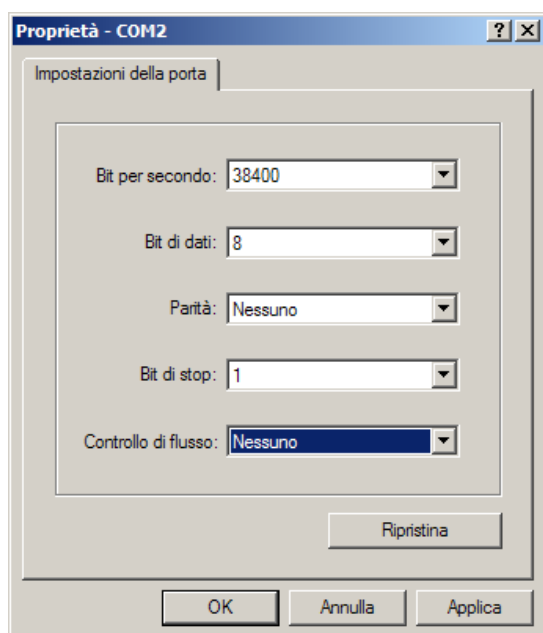 Proprietà - COM2
Impostazioni della porta
Bit per secondo: 38400
Bit di dati: 8
Parità: Nessuno
Bit di stop: 1
Controllo di flusso: Nessuno
Ripristina
OK Annulla Applica